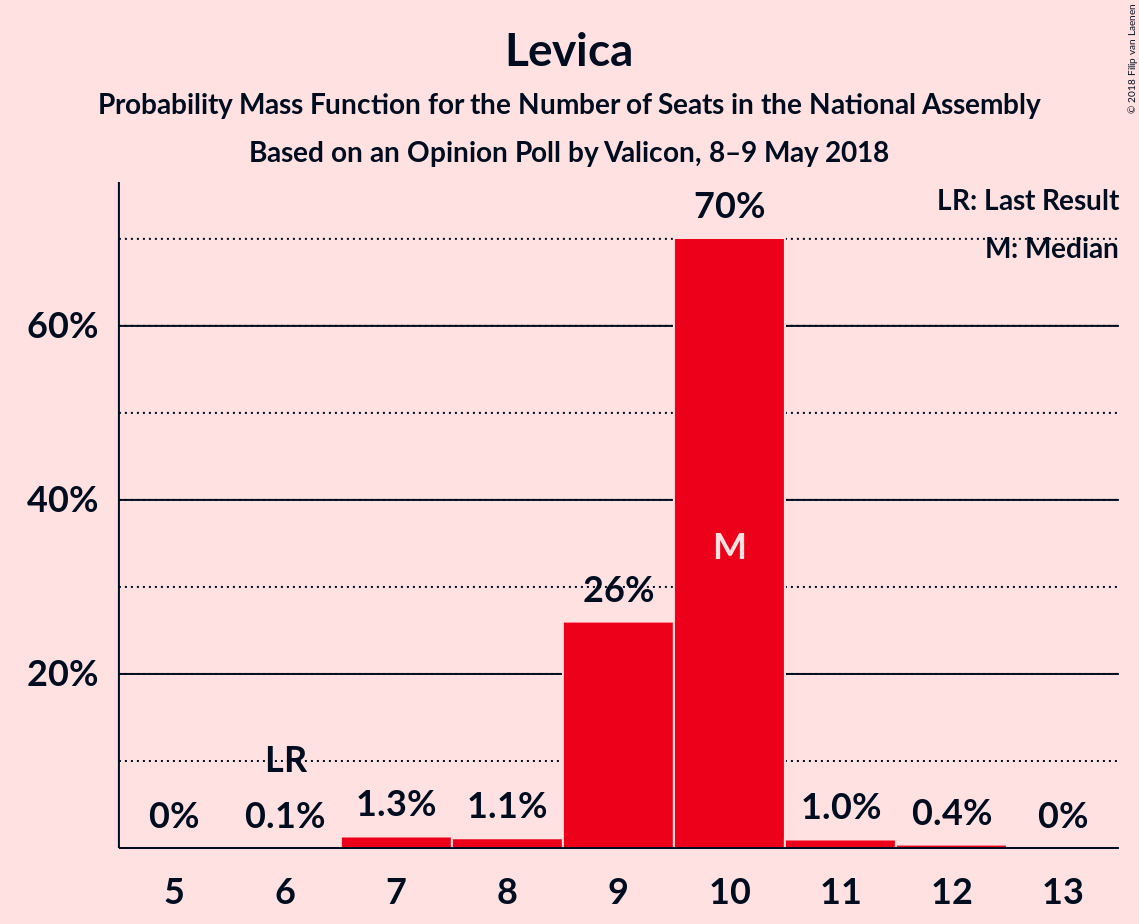 Levica
Probability Mass Function for the Number of Seats in the National Assembly
Based on an Opinion Poll by Valicon, 8–9 May 2018
© 2018 Filip van Laenen
LR: Last Result
M: Median
70%
60%
40%
20%
M
26%
LR
0%
0.1%
1.3%
1.1%
1.0%
0.4%
0%
5 6 7 8 9 10 11 12 13